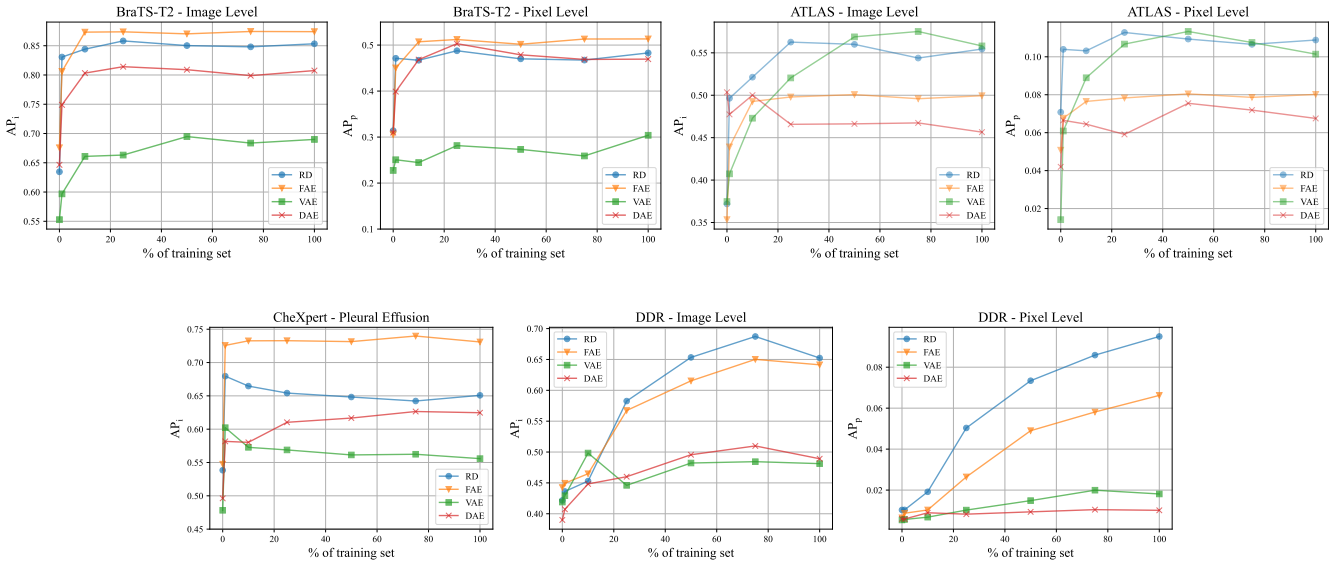 BraTS-T2 - Image Level
AP_i
0.85
0.80
0.75
0.70
0.65
0.60
0.55
0 20 40 60 80 100
% of training set
RD
FAE
VAE
DAE
BraTS-T2 - Pixel Level
AP_p
0.5
0.4
0.3
0.2
0.1
0 20 40 60 80 100
% of training set
RD
FAE
VAE
DAE
ATLAS - Image Level
AP_i
0.55
0.50
0.45
0.40
0.35
0 20 40 60 80 100
% of training set
RD
FAE
VAE
DAE
ATLAS - Pixel Level
AP_p
0.10
0.08
0.06
0.04
0.02
0 20 40 60 80 100
% of training set
RD
FAE
VAE
DAE
CheXpert - Pleural Effusion
AP_i
0.75
0.70
0.65
0.60
0.55
0.50
0.45
0 20 40 60 80 100
% of training set
RD
FAE
VAE
DAE
DDR - Image Level
AP_i
0.70
0.65
0.60
0.55
0.50
0.45
0.40
0 20 40 60 80 100
% of training set
RD
FAE
VAE
DAE
DDR - Pixel Level
AP_p
0.08
0.06
0.04
0.02
0 20 40 60 80 100
% of training set
RD
FAE
VAE
DAE